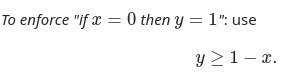 To enforce "if x = 0 then y = 1": use
y ≥ 1 − x.